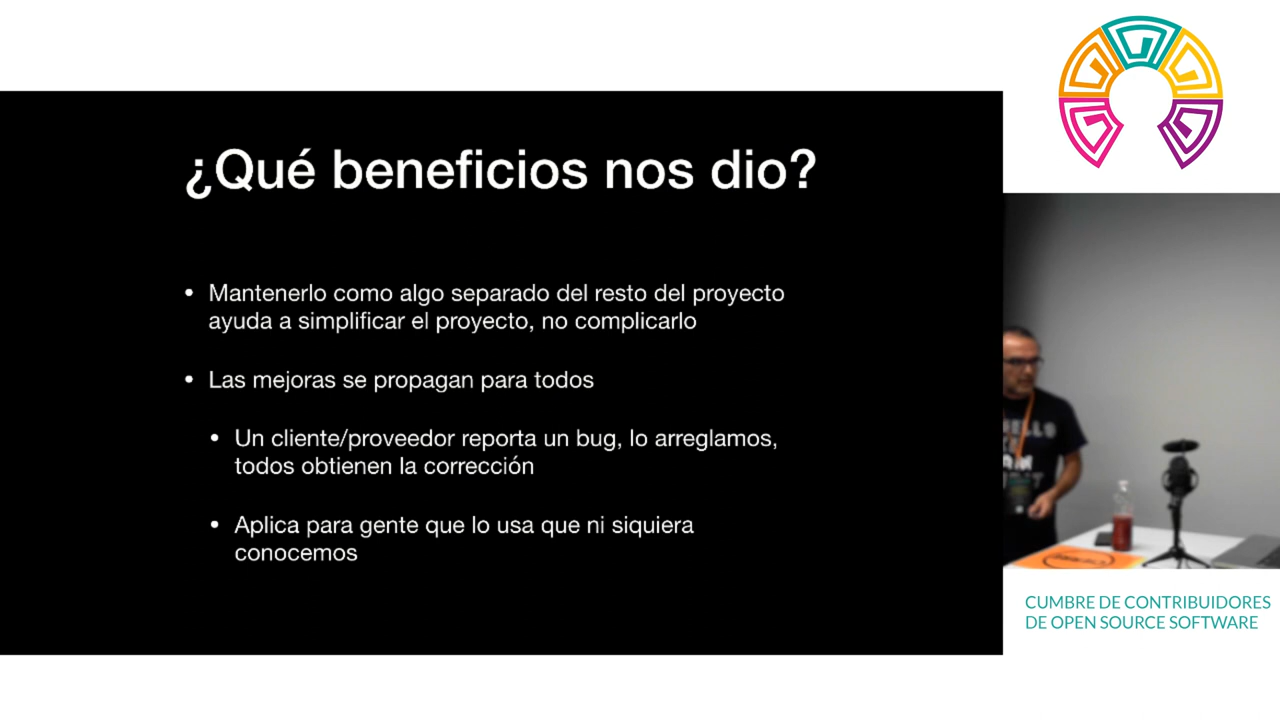 ¿Qué beneficios nos dio?
• Mantenerlo como algo separado del resto del proyecto
ayuda a simplificar el proyecto, no complicarlo
• Las mejoras se propagan para todos
• Un cliente/proveedor reporta un bug, lo arreglamos,
todos obtienen la corrección
• Aplica para gente que lo usa que ni siquiera
conocemos
CUMBRE DE CONTRIBUIDORES
DE OPEN SOURCE SOFTWARE